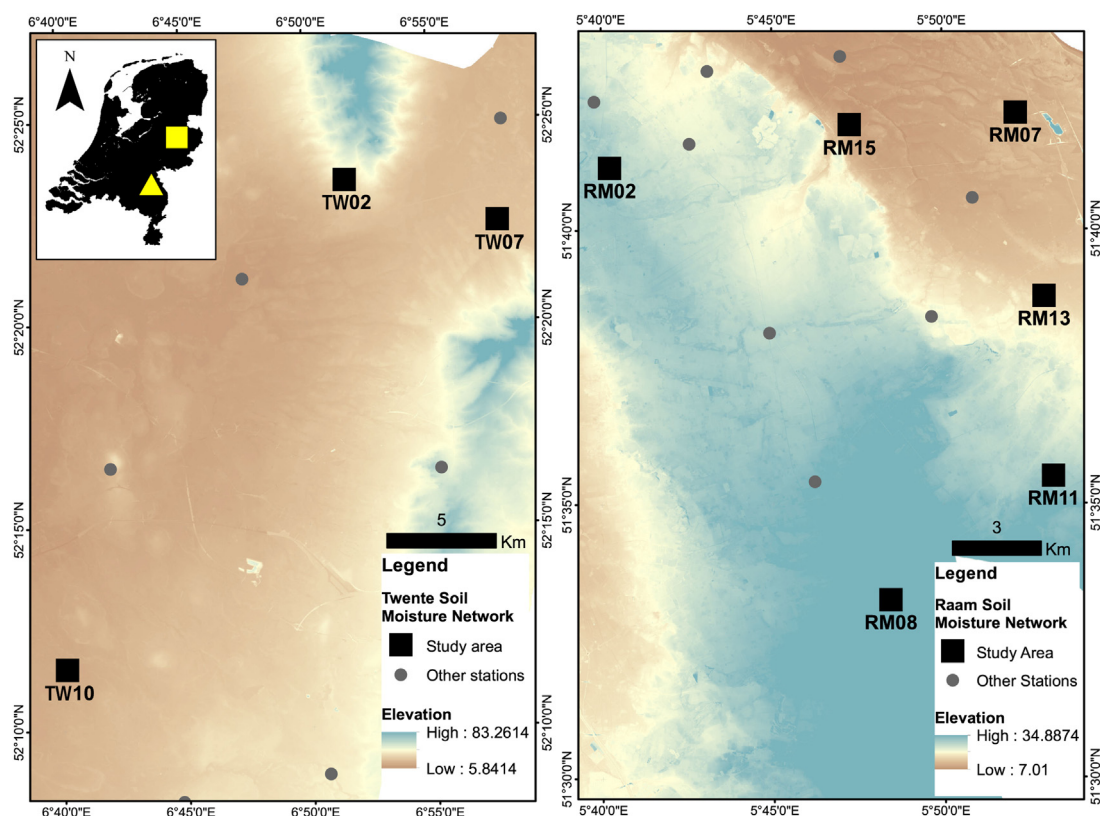 6°40'0"E
6°45'0"E
6°50'0"E
6°55'0"E
N
52°25'0"N
52°20'0"N
52°15'0"N
52°10'0"N
52°25'0"N
52°20'0"N
52°15'0"N
52°10'0"N
TW02
TW07
TW10
5
Km
Legend
Twente Soil
Moisture Network
Study area
Other stations
Elevation
High : 83.2614
Low : 5.8414
6°40'0"E
6°45'0"E
6°50'0"E
6°55'0"E
5°40'0"E
5°45'0"E
5°50'0"E
51°40'0"N
51°35'0"N
51°30'0"N
51°40'0"N
51°35'0"N
51°30'0"N
RM15
RM07
RM02
RM13
RM11
RM08
3
Km
Legend
Raam Soil
Moisture Network
Study Area
Other Stations
Elevation
High : 34.8874
Low : 7.01
5°40'0"E
5°45'0"E
5°50'0"E